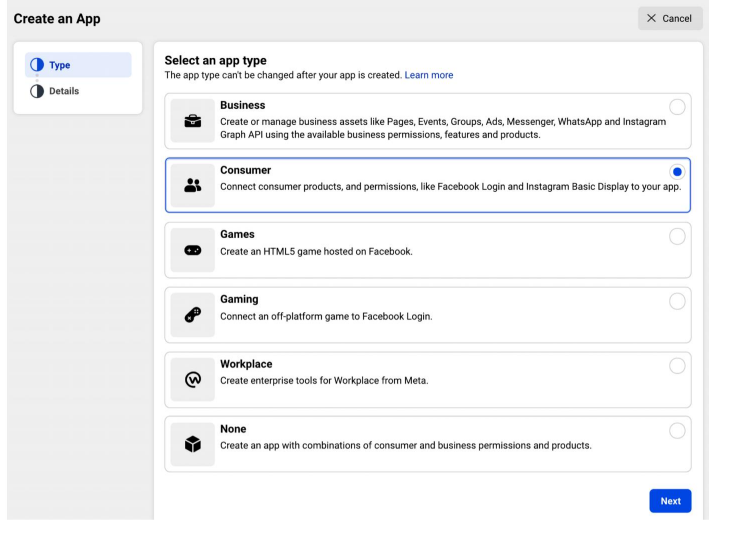 Create an App
Cancel
Type
Details
Select an app type
The app type can't be changed after your app is created. Learn more
Business
Create or manage business assets like Pages, Events, Groups, Ads, Messenger, WhatsApp and Instagram
Graph API using the available business permissions, features and products.
Consumer
Connect consumer products, and permissions, like Facebook Login and Instagram Basic Display to your app.
Games
Create an HTML5 game hosted on Facebook.
Gaming
Connect an off-platform game to Facebook Login.
Workplace
Create enterprise tools for Workplace from Meta.
None
Create an app with combinations of consumer and business permissions and products.
Next